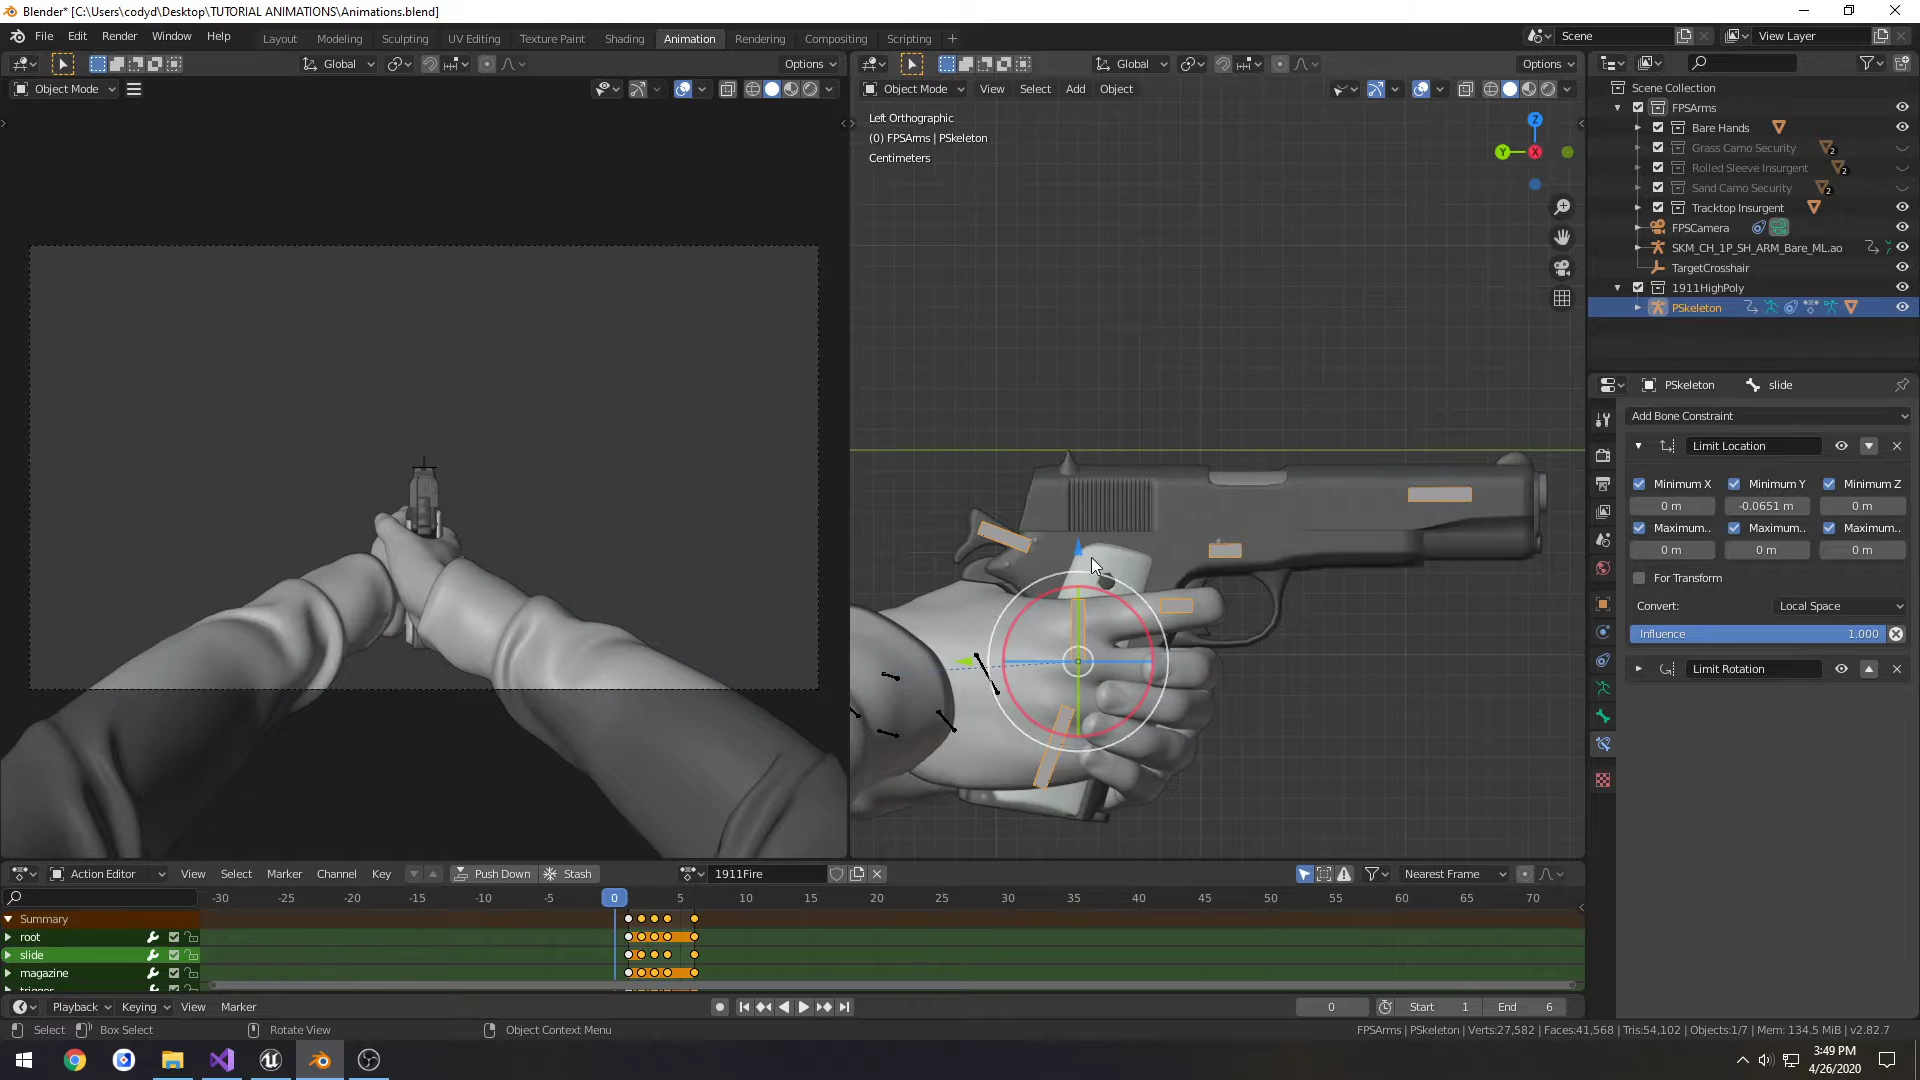 Blender* [C:\Users\codyd\Desktop\TUTORIAL ANIMATIONS\Animations.blend]
File Edit Render Window Help Layout Modeling Sculpting UV Editing Texture Paint Shading Animation Rendering Compositing Scripting + Scene View Layer
Global Options Global Options
Object Mode Object Mode View Select Add Object
Left Orthographic
(0) FPSArms | PSkeleton
Centimeters
Z
Y X
Scene Collection
FPSArms
Bare Hands
Grass Camo Security 2
Rolled Sleeve Insurgent 2
Sand Camo Security 2
Tracktop Insurgent
FPSCamera
SKM_CH_1P_SH_ARM_Bare_ML.ao
TargetCrosshair
1911HighPoly
PSkeleton
PSkeleton slide
Add Bone Constraint
Limit Location
Minimum X Minimum Y Minimum Z
0 m -0.0651 m 0 m
Maximum.. Maximum.. Maximum..
0 m 0 m 0 m
For Transform
Convert: Local Space
Influence 1.000
Limit Rotation
Action Editor View Select Marker Channel Key Push Down Stash 1911Fire Nearest Frame
-30 -25 -20 -15 -10 -5 0 5 10 15 20 25 30 35 40 45 50 55 60 65 70
Summary
root
slide
magazine
trigger
Playback Keying View Marker 0 Start 1 End 6
Select Box Select Rotate View Object Context Menu FPSArms | PSkeleton | Verts:27,582 | Faces:41,568 | Tris:54,102 | Objects:1/7 | Mem: 134.5 MiB | v2.82.7
3:49 PM
4/26/2020